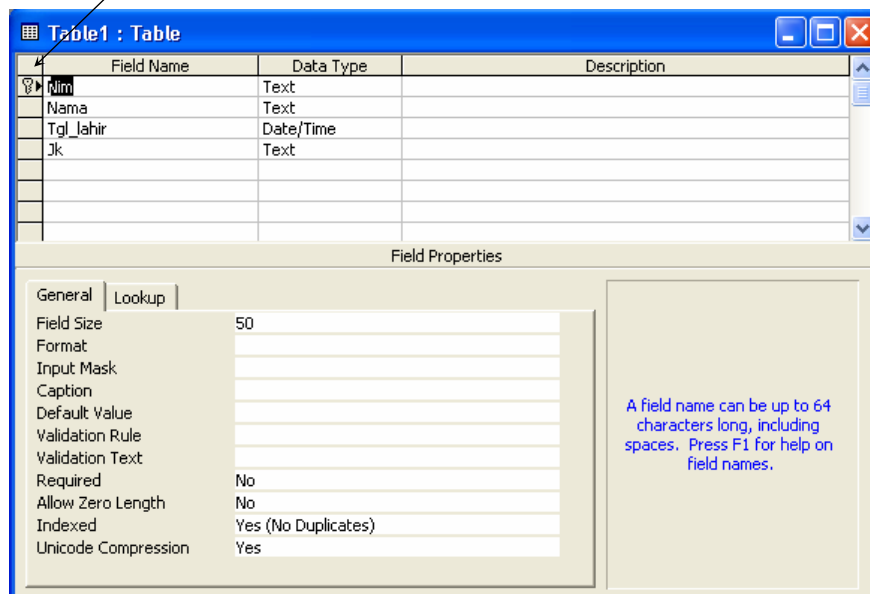 Table1 : Table
Field Name Data Type Description
Nim Text
Nama Text
Tgl_lahir Date/Time
Jk Text
Field Properties
General Lookup
Field Size 50
Format
Input Mask
Caption
Default Value
Validation Rule
Validation Text
Required No
Allow Zero Length No
Indexed Yes (No Duplicates)
Unicode Compression Yes
A field name can be up to 64
characters long, including
spaces. Press F1 for help on
field names.